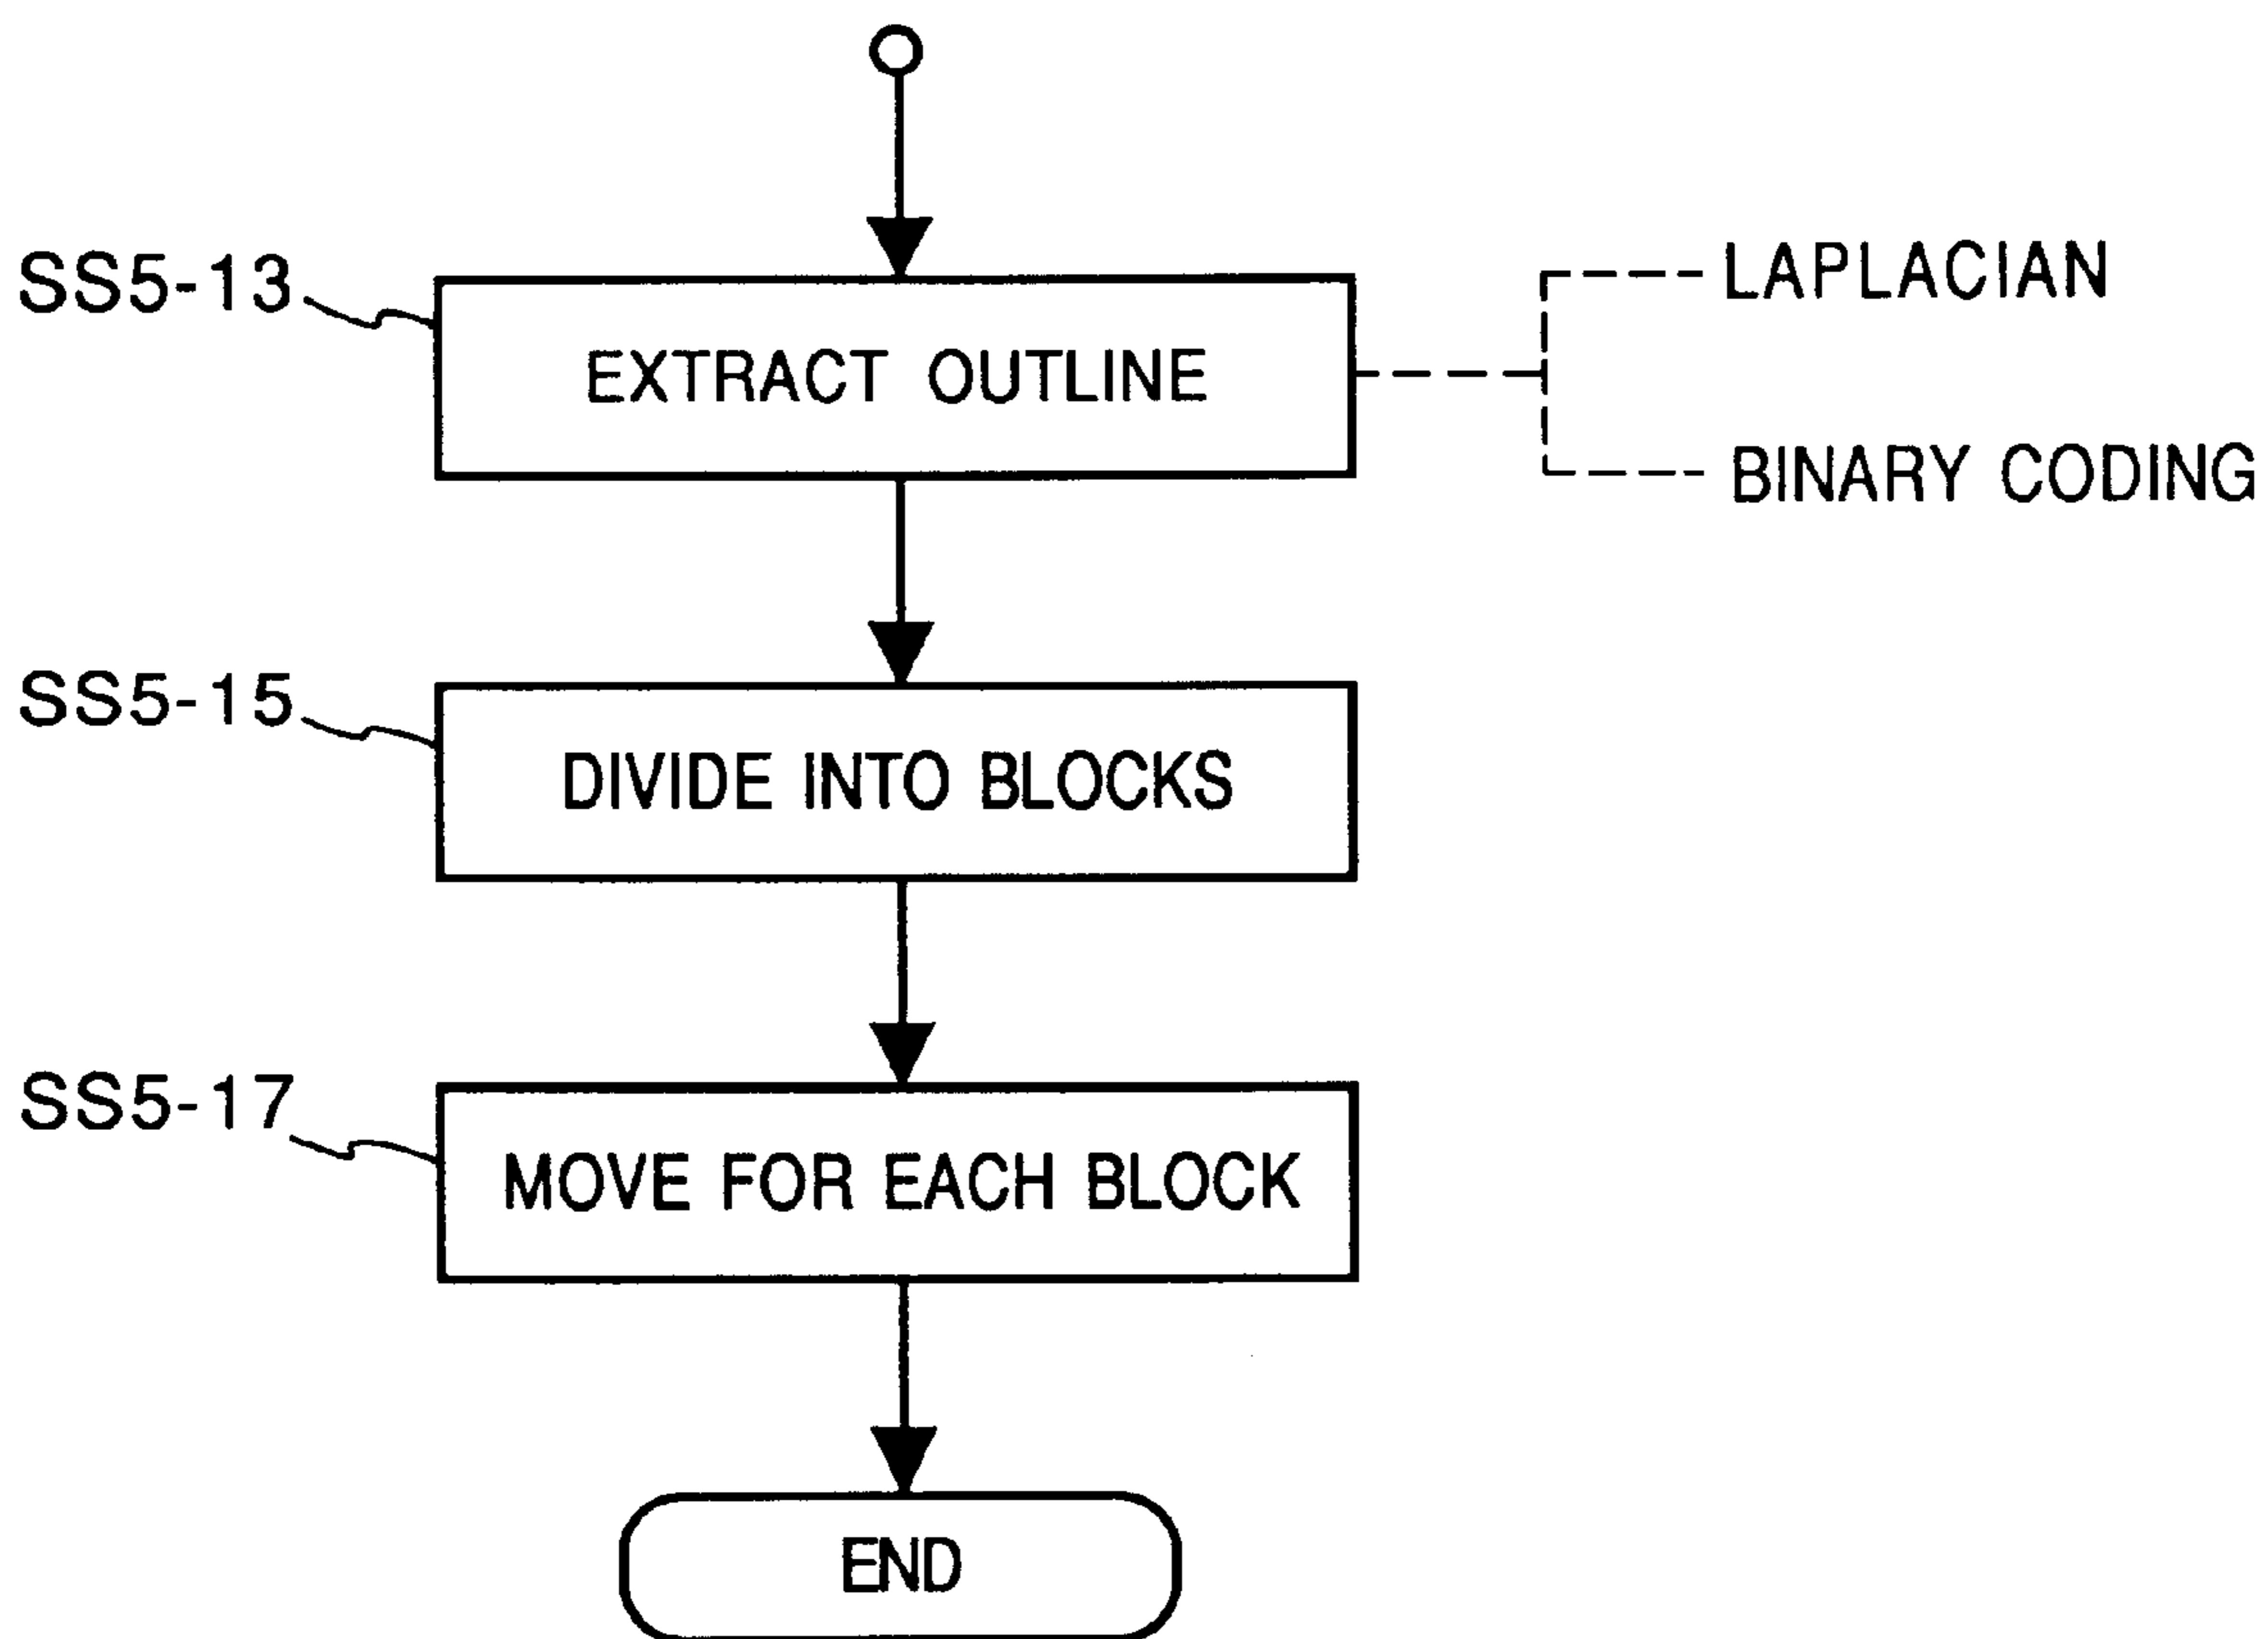 SS5-13
EXTRACT OUTLINE
LAPLACIAN
BINARY CODING
SS5-15
DIVIDE INTO BLOCKS
SS5-17
MOVE FOR EACH BLOCK
END